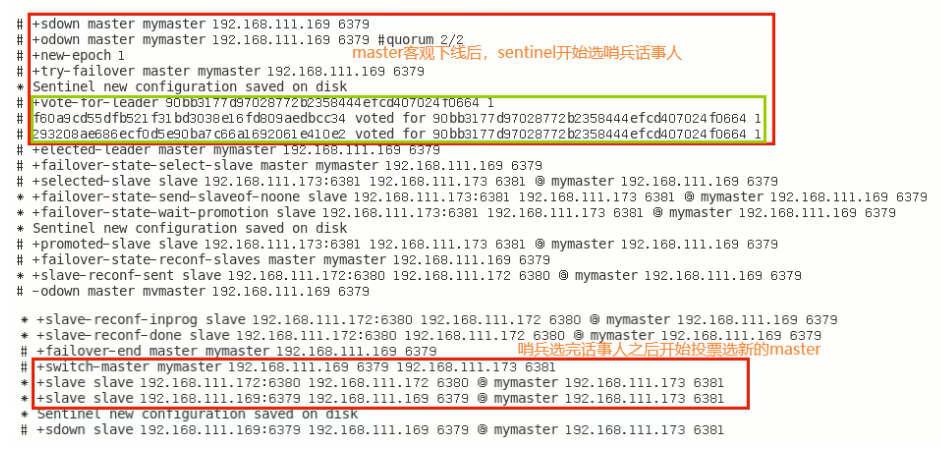 # +sdown master mymaster 192.168.111.169 6379
# +odown master mymaster 192.168.111.169 6379 #quorum 2/2
# +new-epoch 1
master客观下线后，sentinel开始选哨兵话事人
# +try-failover master mymaster 192.168.111.169 6379
* Sentinel new configuration saved on disk
# +vote-for-leader 90bb3177d97028772b2358444efcd407024f0664 1
# f60a9cd55dfb521f31bd3038e16fd809aedbcc34 voted for 90bb3177d97028772b2358444efcd407024f0664 1
# 293208ae686ecf0d5e90ba7c66a1692061e410e2 voted for 90bb3177d97028772b2358444efcd407024f0664 1
# +elected-leader master mymaster 192.168.111.169 6379
# +failover-state-select-slave master mymaster 192.168.111.169 6379
# +selected-slave slave 192.168.111.173:6381 192.168.111.173 6381 @ mymaster 192.168.111.169 6379
* +failover-state-send-slaveof-noone slave 192.168.111.173:6381 192.168.111.173 6381 @ mymaster 192.168.111.169 6379
* +failover-state-wait-promotion slave 192.168.111.173:6381 192.168.111.173 6381 @ mymaster 192.168.111.169 6379
* Sentinel new configuration saved on disk
# +promoted-slave slave 192.168.111.173:6381 192.168.111.173 6381 @ mymaster 192.168.111.169 6379
# +failover-state-reconf-slaves master mymaster 192.168.111.169 6379
* +slave-reconf-sent slave 192.168.111.172:6380 192.168.111.172 6380 @ mymaster 192.168.111.169 6379
# -odown master mymaster 192.168.111.169 6379
* +slave-reconf-inprog slave 192.168.111.172:6380 192.168.111.172 6380 @ mymaster 192.168.111.169 6379
* +slave-reconf-done slave 192.168.111.172:6380 192.168.111.172 6380 @ mymaster 192.168.111.169 6379
# +failover-end master mymaster 192.168.111.169 6379
哨兵选完话事人之后开始投票选新的master
# +switch-master mymaster 192.168.111.169 6379 192.168.111.173 6381
* +slave slave 192.168.111.172:6380 192.168.111.172 6380 @ mymaster 192.168.111.173 6381
* +slave slave 192.168.111.169:6379 192.168.111.169 6379 @ mymaster 192.168.111.173 6381
* Sentinel new configuration saved on disk
# +sdown slave 192.168.111.169:6379 192.168.111.169 6379 @ mymaster 192.168.111.173 6381